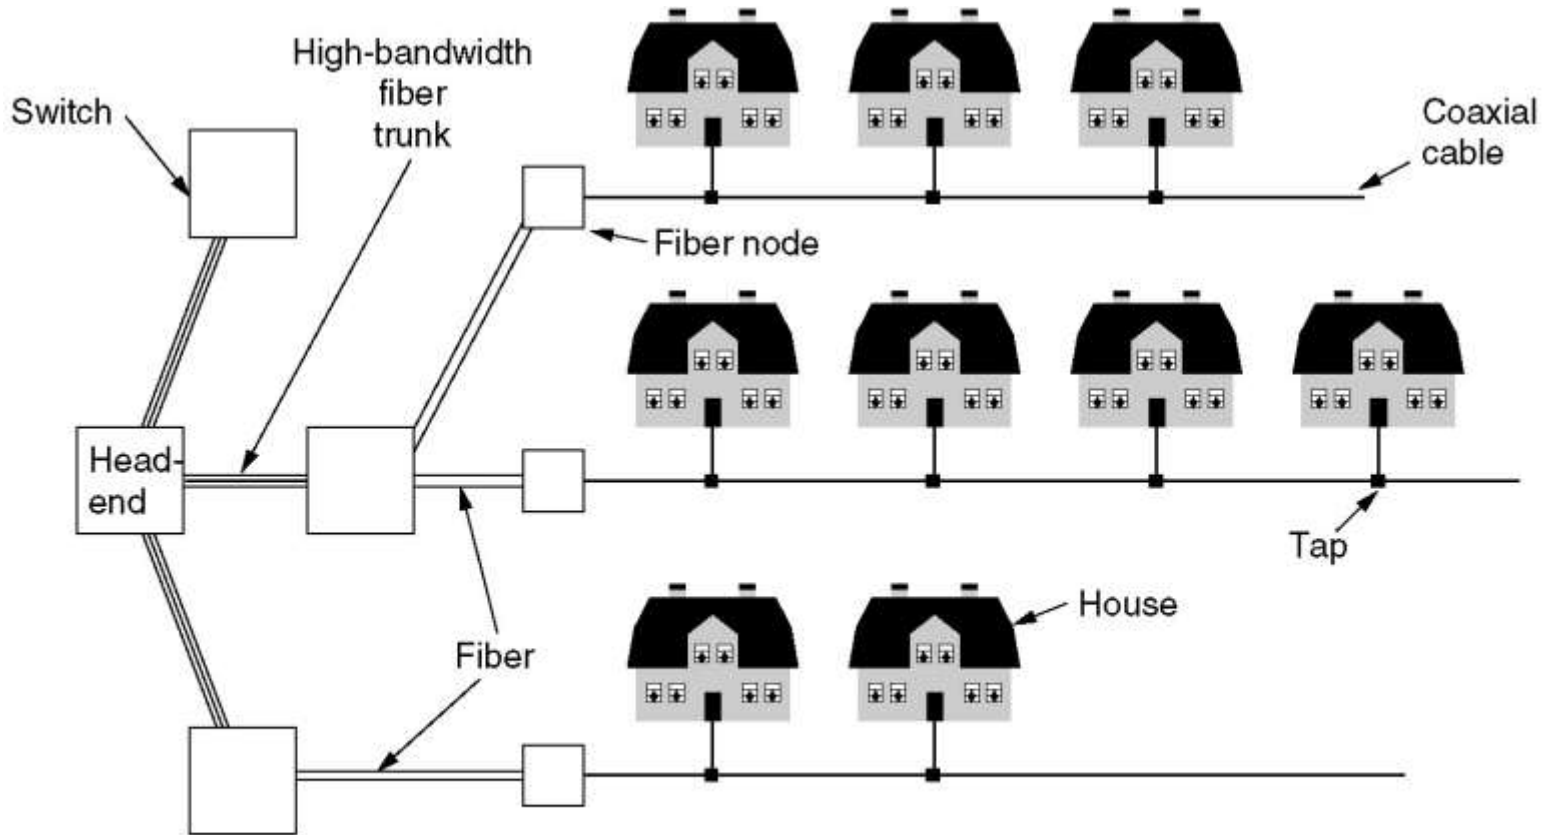 High-bandwidth
fiber
trunk
Switch
Coaxial
cable
Fiber node
Head-
end
Tap
House
Fiber